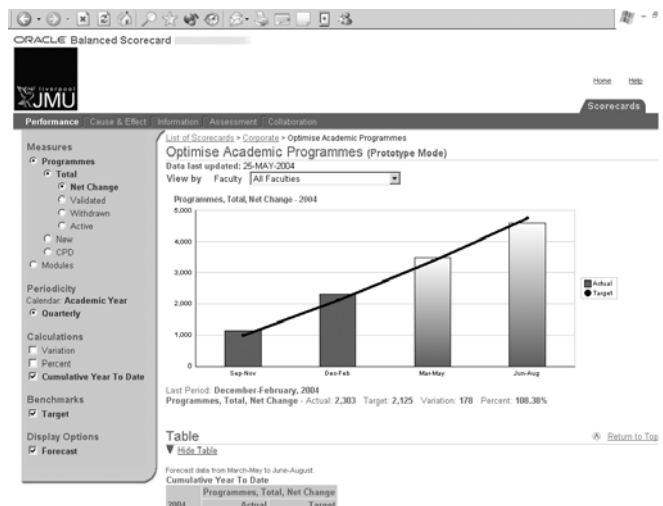 ORACLE Balanced Scorecard
liverpool
JMU
Home Help
Scorecards
Performance Cause & Effect Information Assessment Collaboration
List of Scorecards > Corporate > Optimise Academic Programmes
Optimise Academic Programmes (Prototype Mode)
Data last updated: 25-MAY-2004
View by Faculty All Faculties
Measures
Programmes
Total
Net Change
Validated
Withdrawn
Active
New
CPD
Modules
Periodicity
Calendar: Academic Year
Quarterly
Calculations
Variation
Percent
Cumulative Year To Date
Benchmarks
Target
Display Options
Forecast
Programmes, Total, Net Change - 2004
5,000
4,000
3,000
2,000
1,000
0
Sep-Nov Dec-Feb Mar-May Jun-Aug
Actual
Target
Last Period: December-February, 2004
Programmes, Total, Net Change - Actual: 2,303 Target: 2,125 Variation: 178 Percent: 108.38%
Table
Return to Top
Hide Table
Forecast data from March-May to June-August.
Cumulative Year To Date
Programmes, Total, Net Change
2004 Actual Target